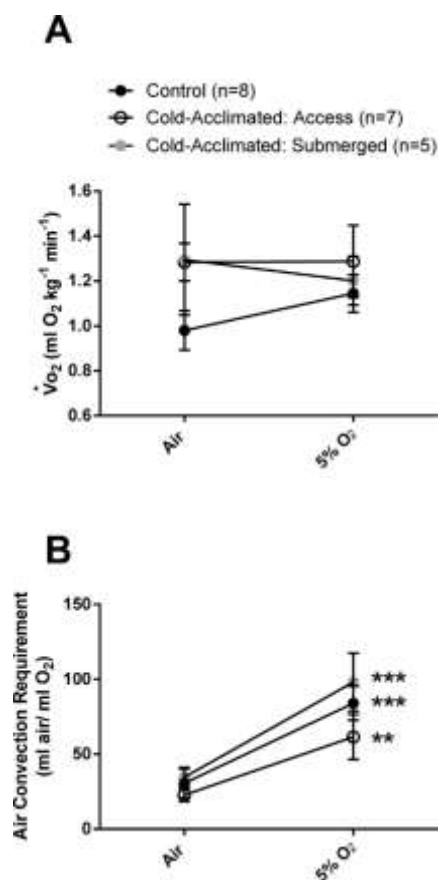 A
Control (n=8)
Cold-Acclimated: Access (n=7)
Cold-Acclimated: Submerged (n=5)
V̇o₂ (ml O₂ kg⁻¹ min⁻¹)
1.6
1.4
1.2
1.0
0.8
0.6
Air
5% O₂
B
Air Convection Requirement
(ml air/ ml O₂)
150
100
50
0
***
***
**
Air
5% O₂